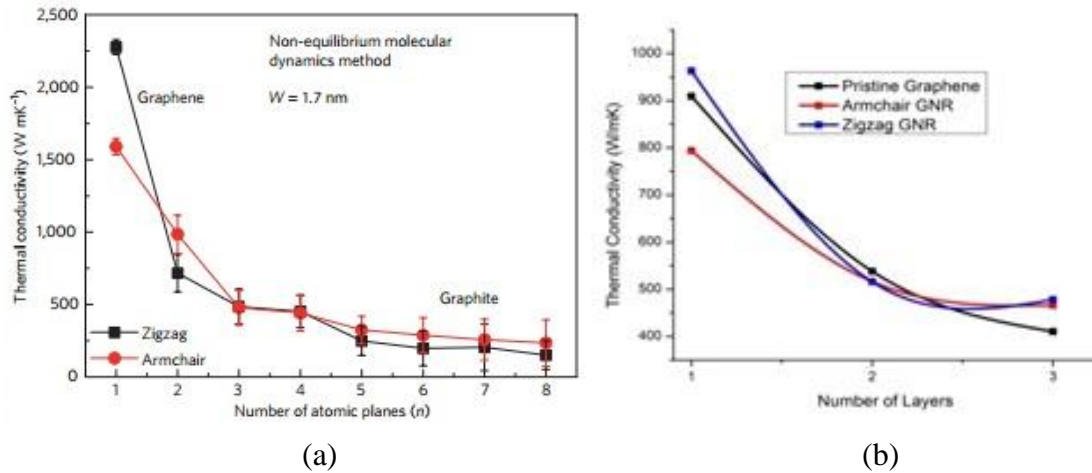 2,500
2,000
1,500
1,000
500
0
Thermal conductivity (W mK⁻¹)
Non-equilibrium molecular
dynamics method
W = 1.7 nm
Graphene
Graphite
Zigzag
Armchair
1 2 3 4 5 6 7 8
Number of atomic planes (n)
(a)
1000
900
800
700
600
500
400
Thermal Conductivity (W/mK)
Pristine Graphene
Armchair GNR
Zigzag GNR
1 2 3
Number of Layers
(b)